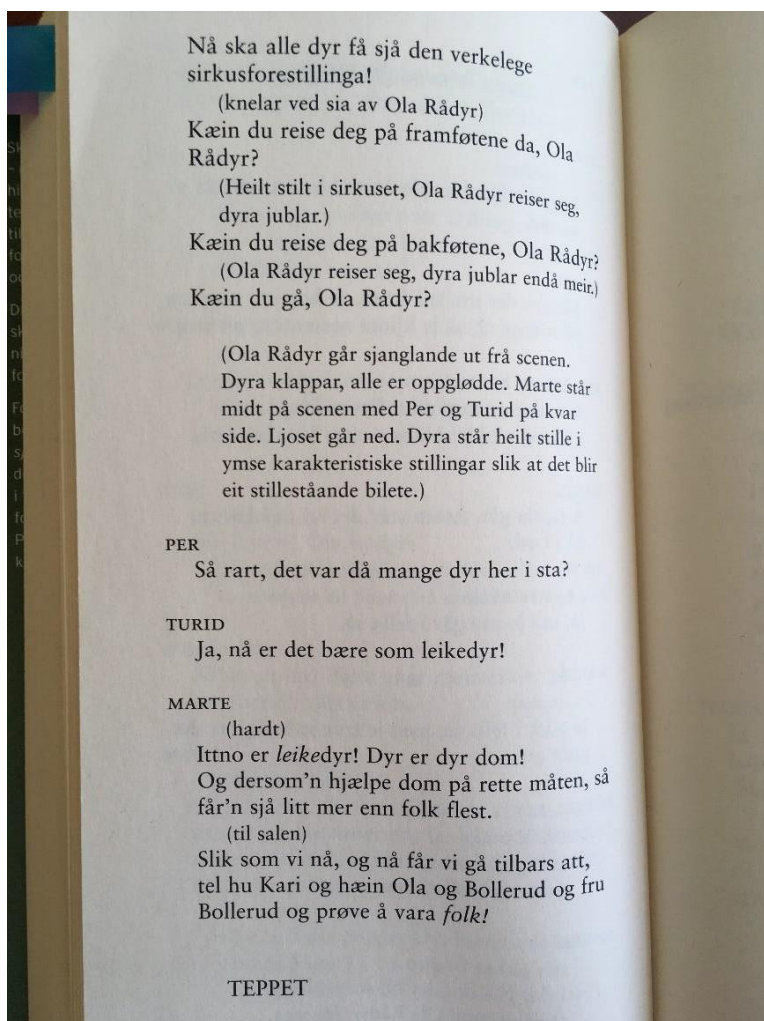 Nå ska alle dyr få sjå den verkelege
sirkusforestillinga!
(knelar ved sia av Ola Rådyr)
Kæin du reise deg på framføtene da, Ola
Rådyr?
(Heilt stilt i sirkuset, Ola Rådyr reiser seg,
dyra jublar.)
Kæin du reise deg på bakføtene, Ola Rådyr?
(Ola Rådyr reiser seg, dyra jublar endå meir.)
Kæin du gå, Ola Rådyr?
(Ola Rådyr går sjanglande ut frå scenen.
Dyra klappar, alle er oppglødde. Marte står
midt på scenen med Per og Turid på kvar
side. Ljoset går ned. Dyra står heilt stille i
ymse karakteristiske stillingar slik at det blir
eit stilleståande bilete.)
PER
Så rart, det var då mange dyr her i sta?
TURID
Ja, nå er det bære som leikedyr!
MARTE
(hardt)
Ittno er leikedyr! Dyr er dyr dom!
Og dersom'n hjælpe dom på rette måten, så
får'n sjå litt mer enn folk flest.
(til salen)
Slik som vi nå, og nå får vi gå tilbars att,
tel hu Kari og hæin Ola og Bollerud og fru
Bollerud og prøve å vara folk!
TEPPET